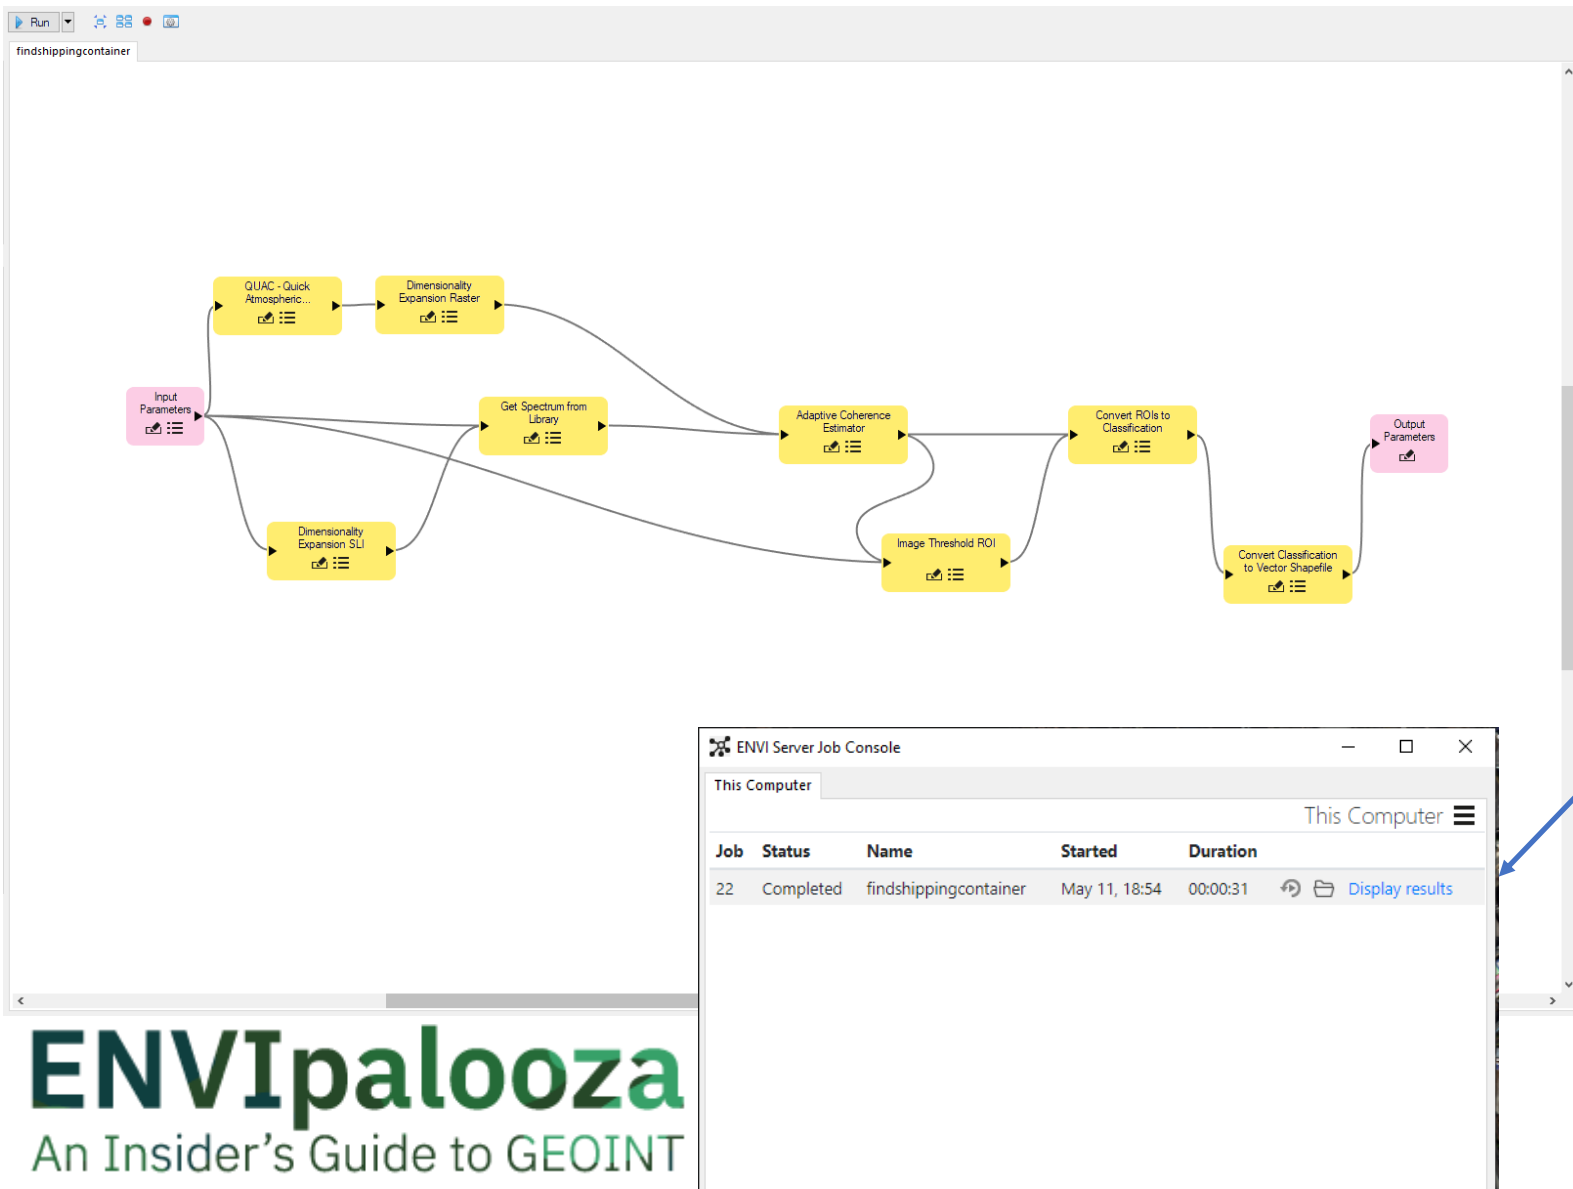 Run
findshippingcontainer
QUAC - Quick
Atmospheric...
Dimensionality
Expansion Raster
Input
Parameters
Get Spectrum from
Library
Adaptive Coherence
Estimator
Convert ROIs to
Classification
Output
Parameters
Dimensionality
Expansion SLI
Image Threshold ROI
Convert Classification
to Vector Shapefile
ENVI Server Job Console
This Computer
This Computer
Job Status Name Started Duration
22 Completed findshippingcontainer May 11, 18:54 00:00:31 Display results
ENVIpalooza
An Insider's Guide to GEOINT